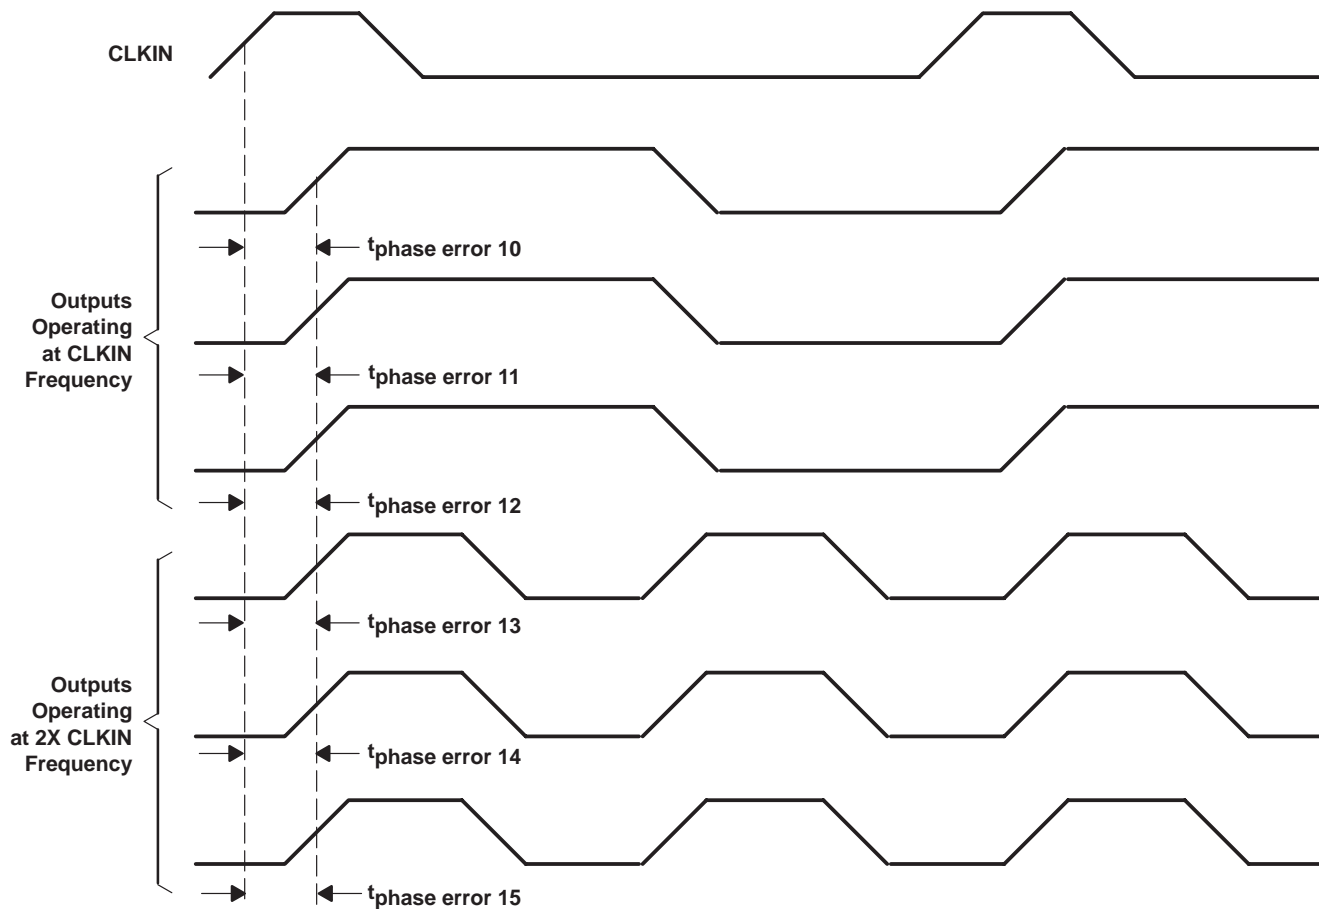 CLKIN
tphase error 10
Outputs
Operating
at CLKIN
Frequency
tphase error 11
tphase error 12
tphase error 13
Outputs
Operating
at 2X CLKIN
Frequency
tphase error 14
tphase error 15